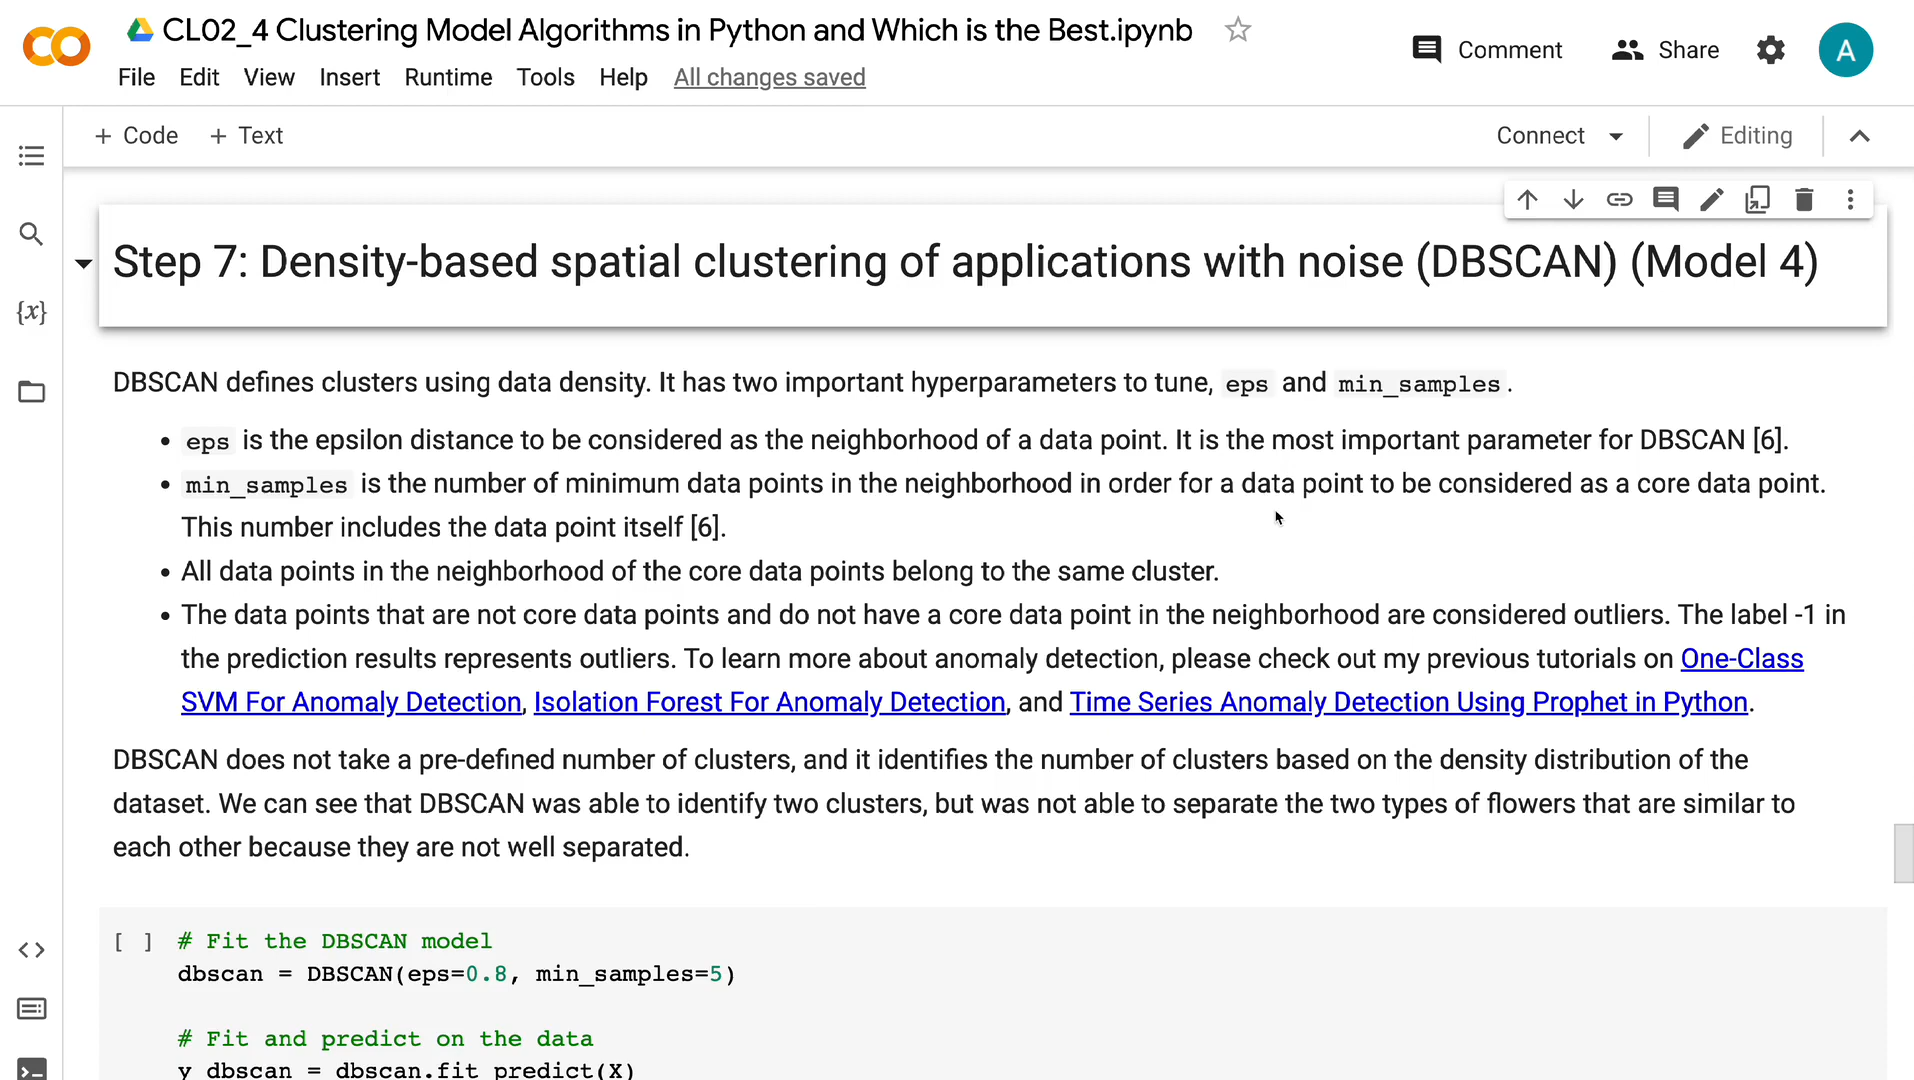 CL02_4 Clustering Model Algorithms in Python and Which is the Best.ipynb
Comment
Share
A
File Edit View Insert Runtime Tools Help All changes saved
+ Code + Text
Connect
Editing
{x}
Step 7: Density-based spatial clustering of applications with noise (DBSCAN) (Model 4)
DBSCAN defines clusters using data density. It has two important hyperparameters to tune, eps and min_samples.
• eps is the epsilon distance to be considered as the neighborhood of a data point. It is the most important parameter for DBSCAN [6].
• min_samples is the number of minimum data points in the neighborhood in order for a data point to be considered as a core data point.
This number includes the data point itself [6].
• All data points in the neighborhood of the core data points belong to the same cluster.
• The data points that are not core data points and do not have a core data point in the neighborhood are considered outliers. The label -1 in
the prediction results represents outliers. To learn more about anomaly detection, please check out my previous tutorials on One-Class
SVM For Anomaly Detection, Isolation Forest For Anomaly Detection, and Time Series Anomaly Detection Using Prophet in Python.
DBSCAN does not take a pre-defined number of clusters, and it identifies the number of clusters based on the density distribution of the
dataset. We can see that DBSCAN was able to identify two clusters, but was not able to separate the two types of flowers that are similar to
each other because they are not well separated.
[ ] # Fit the DBSCAN model
dbscan = DBSCAN(eps=0.8, min_samples=5)
# Fit and predict on the data
y_dbscan = dbscan.fit_predict(X)